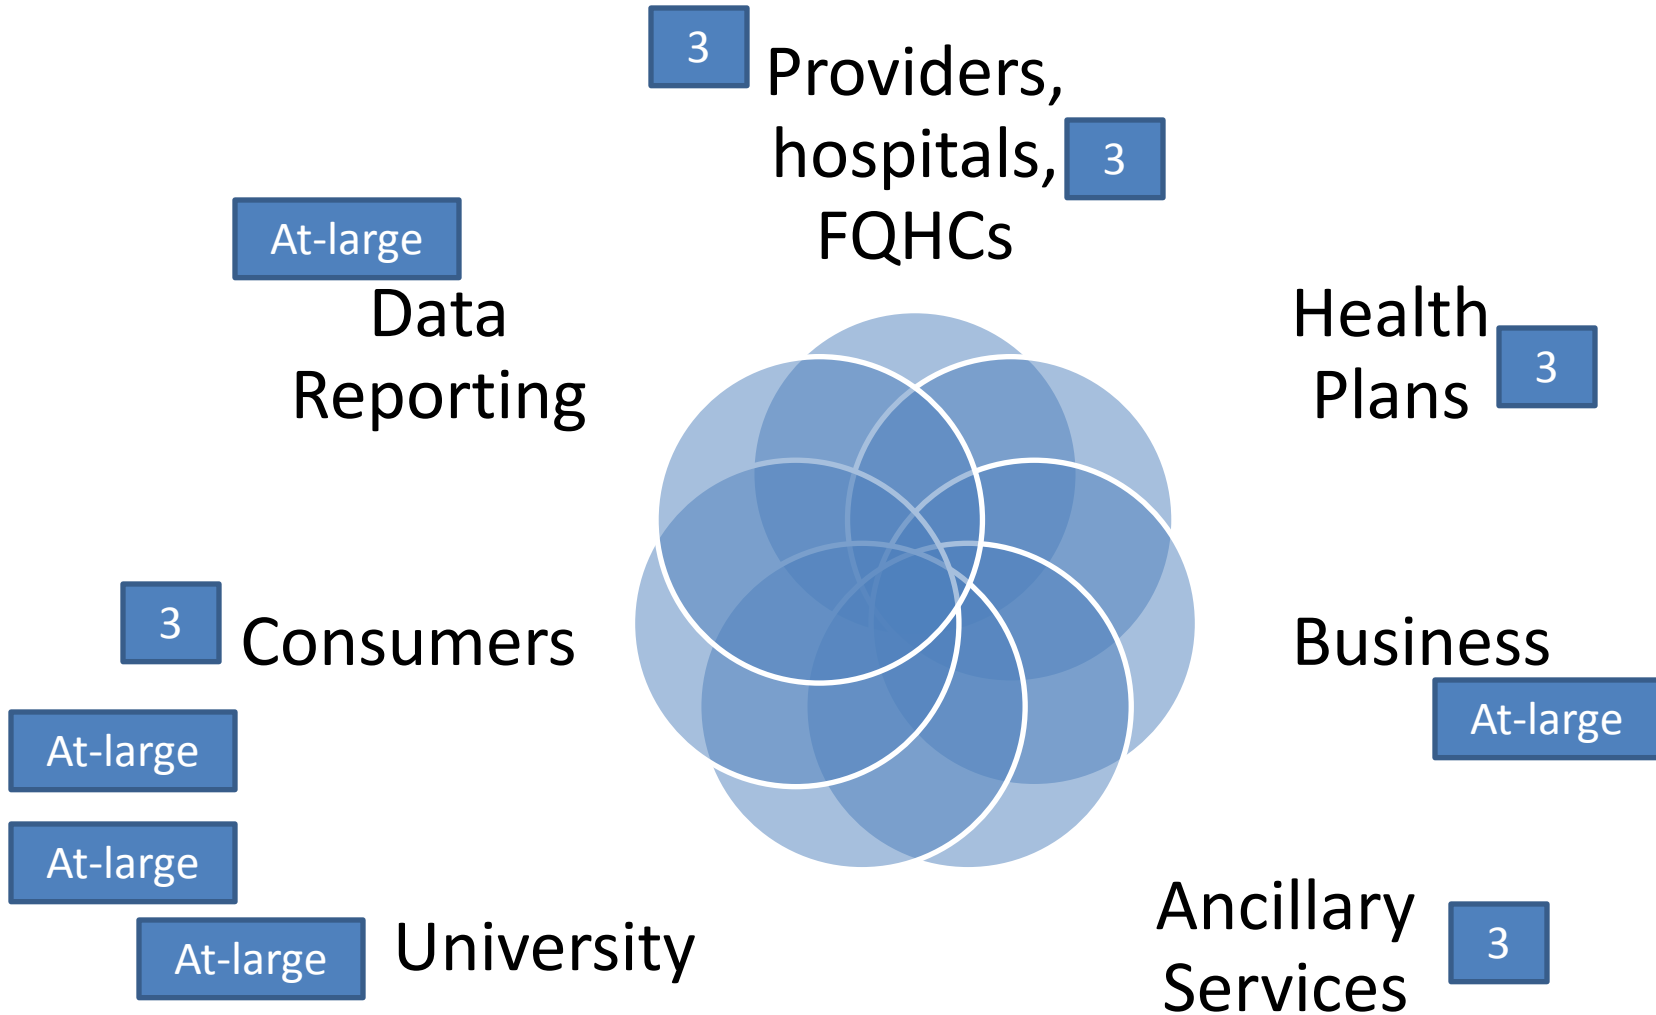 3
Providers,
hospitals,
3
FQHCs
At-large
Data
Reporting
Health
Plans
3
3
Consumers
Business
At-large
At-large
At-large
At-large
University
Ancillary
Services
3